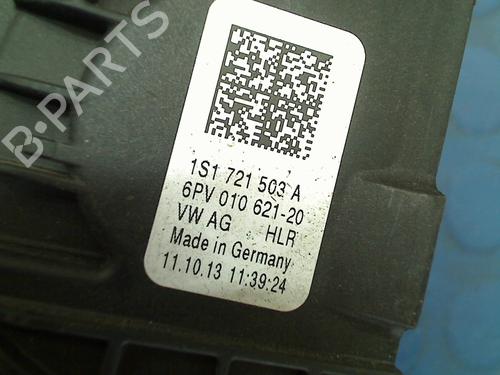 B-PARTS
1S1 721 503 A
6PV 010 621-20
VW AG HLR
Made in Germany
11.10.13 11:39:24